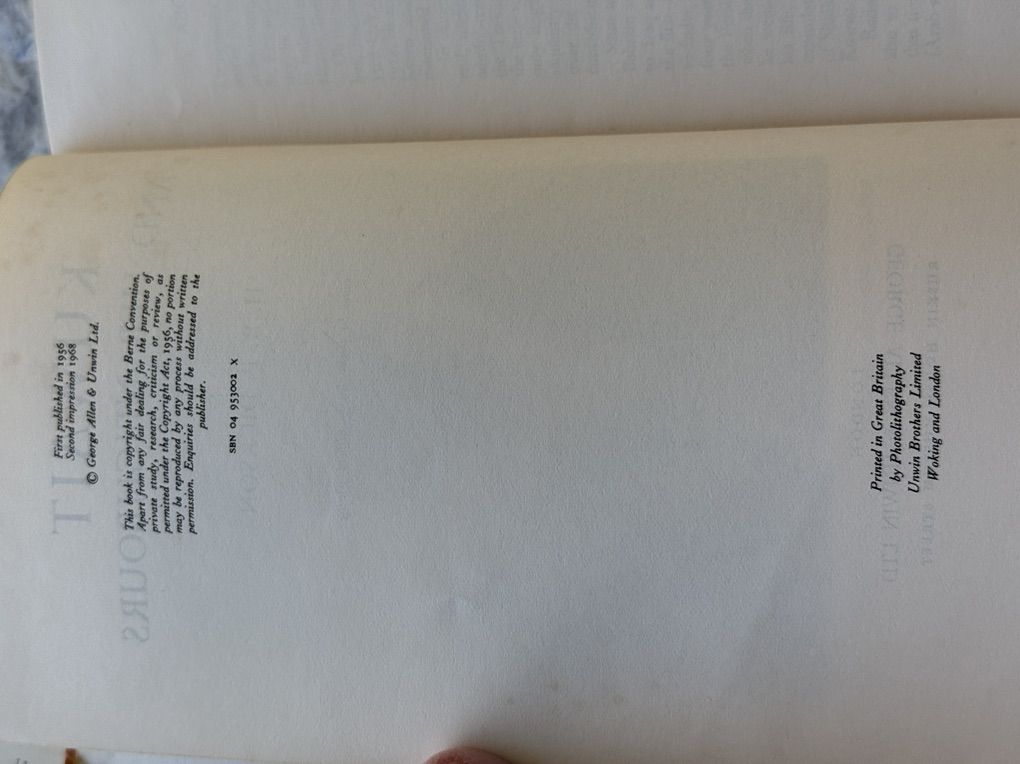 First published in 1956
Second impression 1968
© George Allen & Unwin Ltd.
This book is copyright under the Berne Convention.
Apart from any fair dealing for the purposes of
private study, research, criticism or review, as
permitted under the Copyright Act, 1956, no portion
may be reproduced by any process without written
permission. Enquiries should be addressed to the
publisher.
SBN 04 953002 X
Printed in Great Britain
by Photolithography
Unwin Brothers Limited
Woking and London